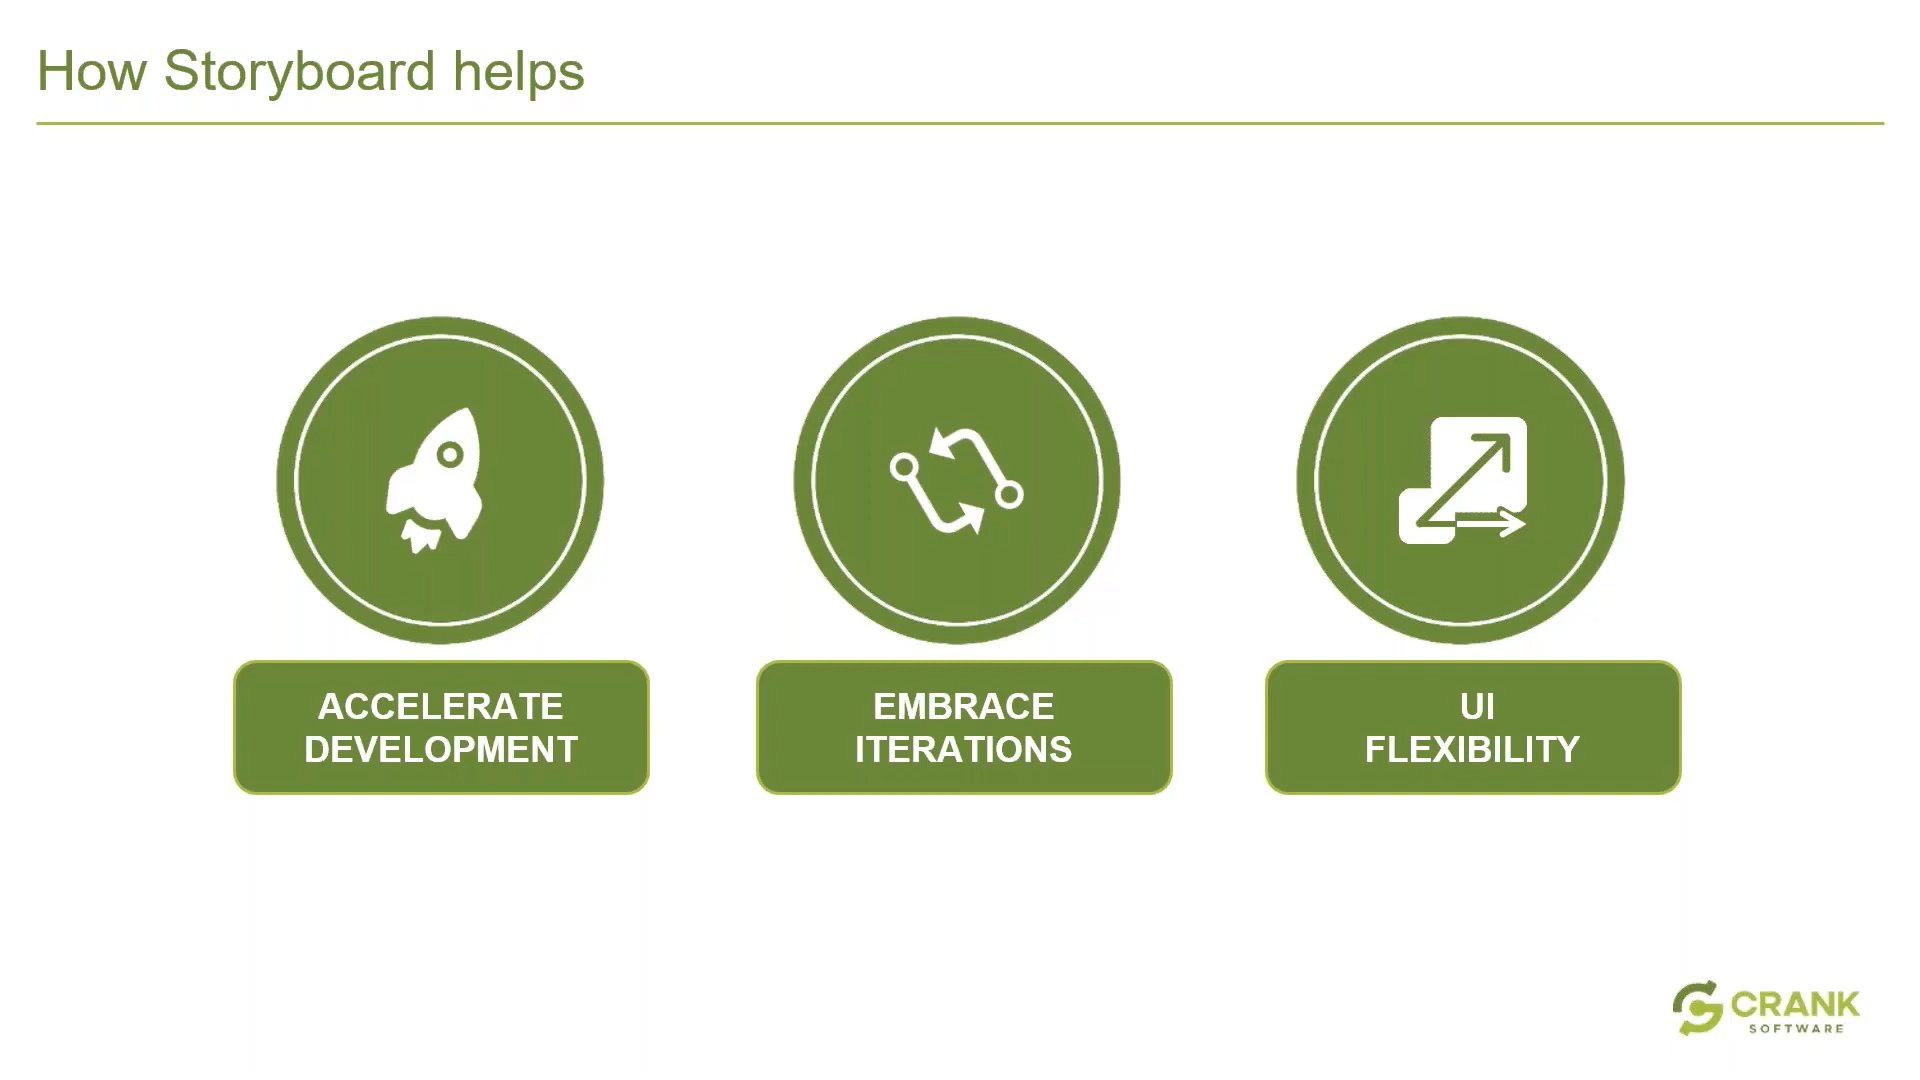 How Storyboard helps
ACCELERATE
DEVELOPMENT
EMBRACE
ITERATIONS
UI
FLEXIBILITY
CRANK
SOFTWARE